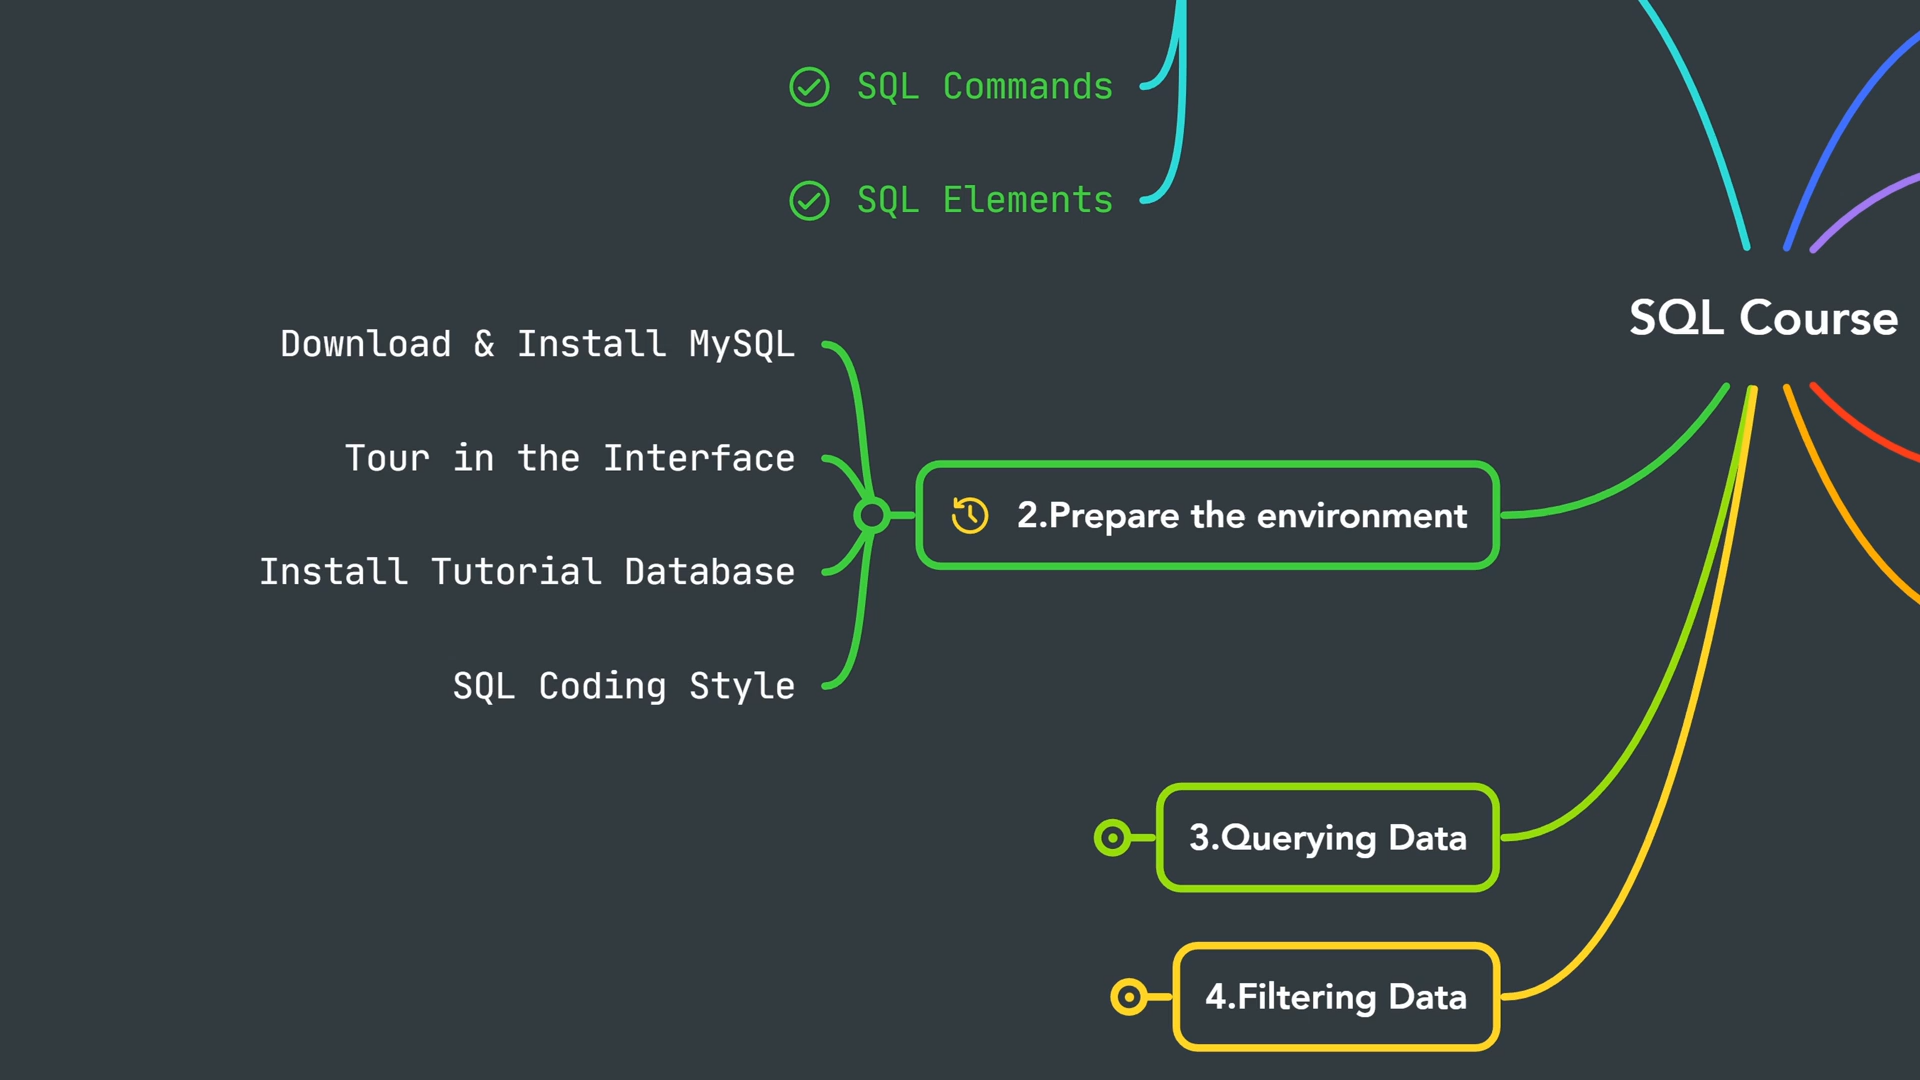 SQL Commands
SQL Elements
SQL Course
Download & Install MySQL
Tour in the Interface
2.Prepare the environment
Install Tutorial Database
SQL Coding Style
3.Querying Data
4.Filtering Data